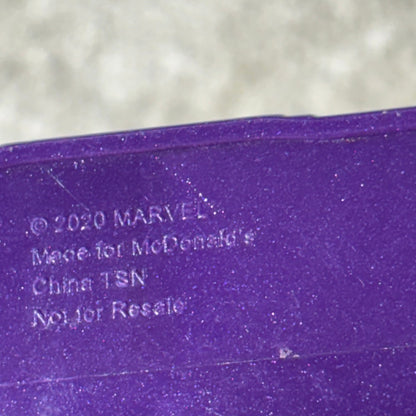 © 2020 MARVEL
Made for McDonald's
China TSN
Not for Resale